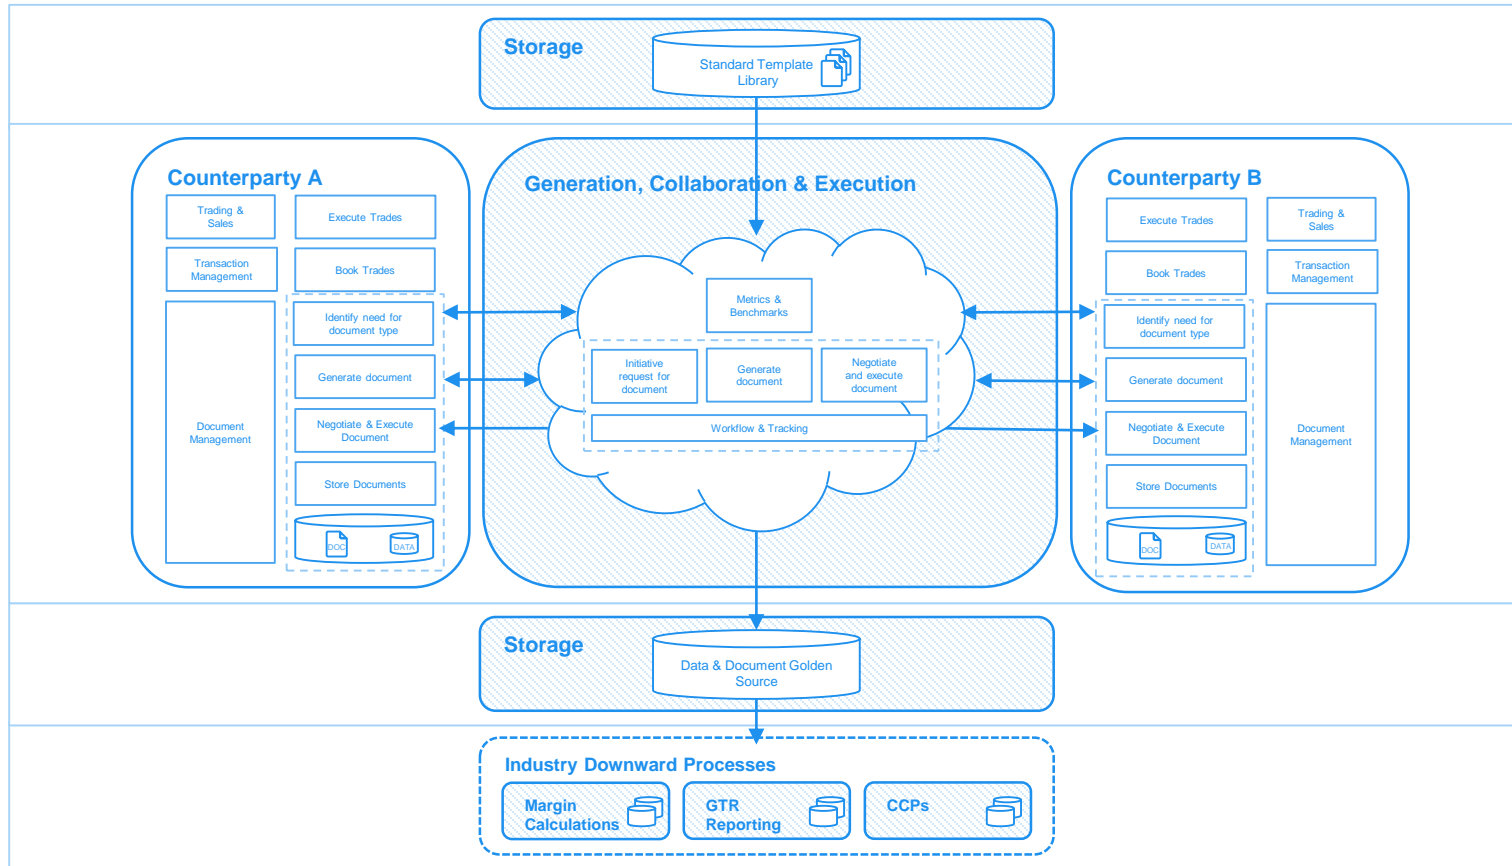 Storage
Standard Template
Library
Counterparty A
Trading &
Sales
Transaction
Management
Document
Management
Execute Trades
Book Trades
Identify need for
document type
Generate document
Negotiate & Execute
Document
Store Documents
DOC
DATA
Generation, Collaboration & Execution
Metrics &
Benchmarks
Initiative
request for
document
Generate
document
Negotiate
and execute
document
Workflow & Tracking
Counterparty B
Execute Trades
Book Trades
Identify need for
document type
Generate document
Negotiate & Execute
Document
Store Documents
DOC
DATA
Trading &
Sales
Transaction
Management
Document
Management
Storage
Data & Document Golden
Source
Industry Downward Processes
Margin
Calculations
GTR
Reporting
CCPs